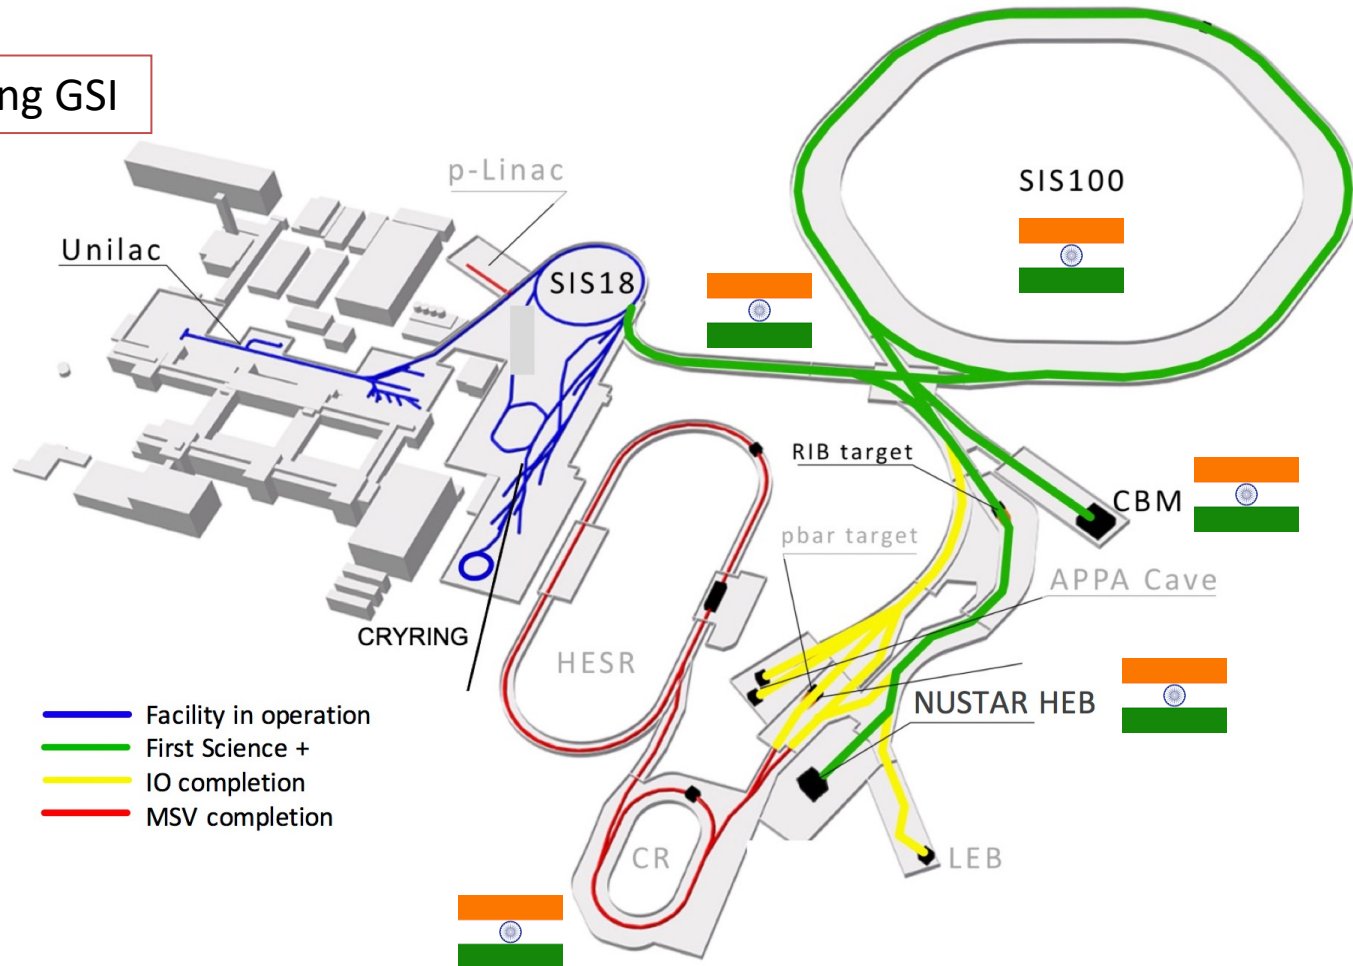 ng GSI
p-Linac
SIS100
Unilac
SIS18
RIB target
CBM
pbar target
APPA Cave
CRYRING
HESR
NUSTAR HEB
Facility in operation
First Science +
IO completion
MSV completion
CR
LEB